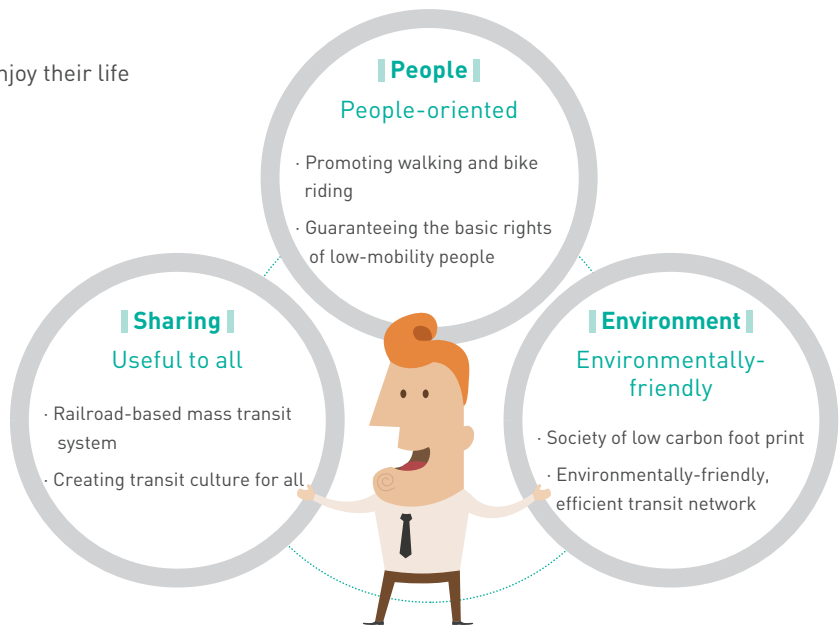 njoy their life
People
People-oriented
· Promoting walking and bike
riding
· Guaranteeing the basic rights
of low-mobility people
Sharing
Useful to all
· Railroad-based mass transit
system
· Creating transit culture for all
Environment
Environmentally-
friendly
· Society of low carbon foot print
· Environmentally-friendly,
efficient transit network